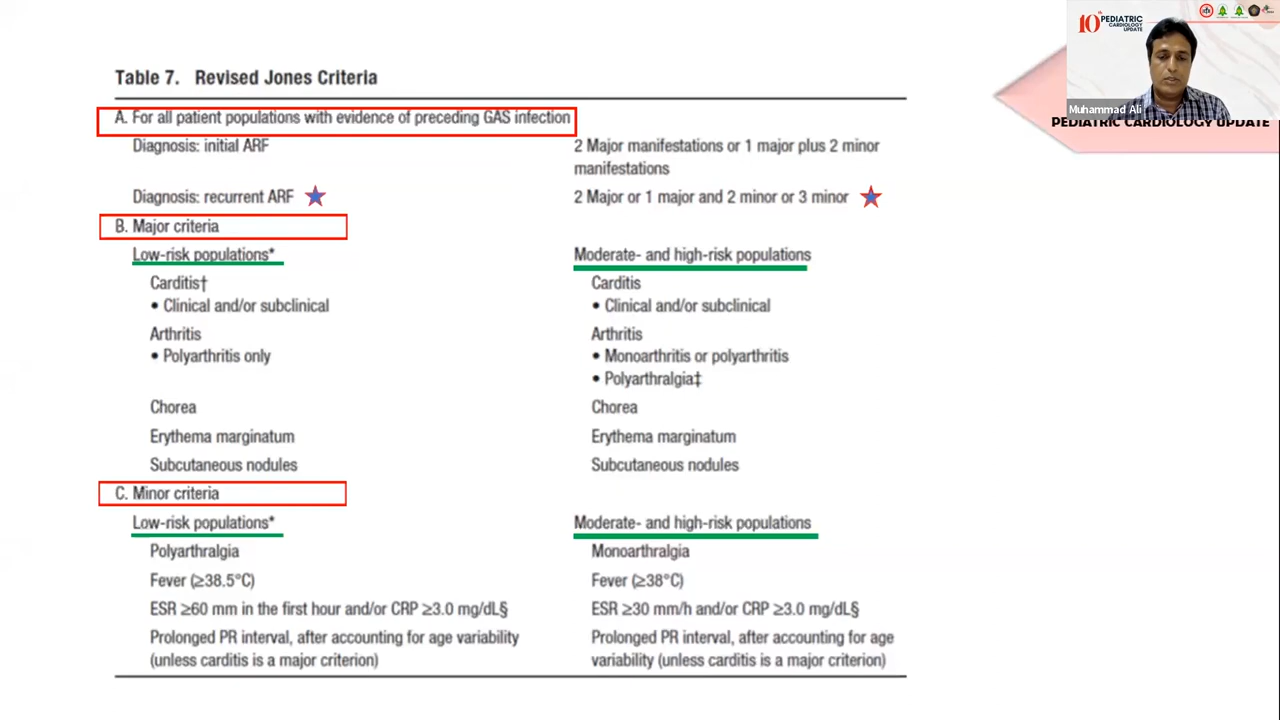 10th PEDIATRIC CARDIOLOGY UPDATE
Muhammad Ali
PEDIATRIC CARDIOLOGY UPDATE
Table 7. Revised Jones Criteria
A. For all patient populations with evidence of preceding GAS infection
Diagnosis: initial ARF
2 Major manifestations or 1 major plus 2 minor
manifestations
Diagnosis: recurrent ARF
2 Major or 1 major and 2 minor or 3 minor
B. Major criteria
Low-risk populations*
Moderate- and high-risk populations
Carditis†
Carditis
• Clinical and/or subclinical
• Clinical and/or subclinical
Arthritis
Arthritis
• Polyarthritis only
• Monoarthritis or polyarthritis
• Polyarthralgia‡
Chorea
Chorea
Erythema marginatum
Erythema marginatum
Subcutaneous nodules
Subcutaneous nodules
C. Minor criteria
Low-risk populations*
Moderate- and high-risk populations
Polyarthralgia
Monoarthralgia
Fever (≥38.5°C)
Fever (≥38°C)
ESR ≥60 mm in the first hour and/or CRP ≥3.0 mg/dL§
ESR ≥30 mm/h and/or CRP ≥3.0 mg/dL§
Prolonged PR interval, after accounting for age variability
(unless carditis is a major criterion)
Prolonged PR interval, after accounting for age
variability (unless carditis is a major criterion)